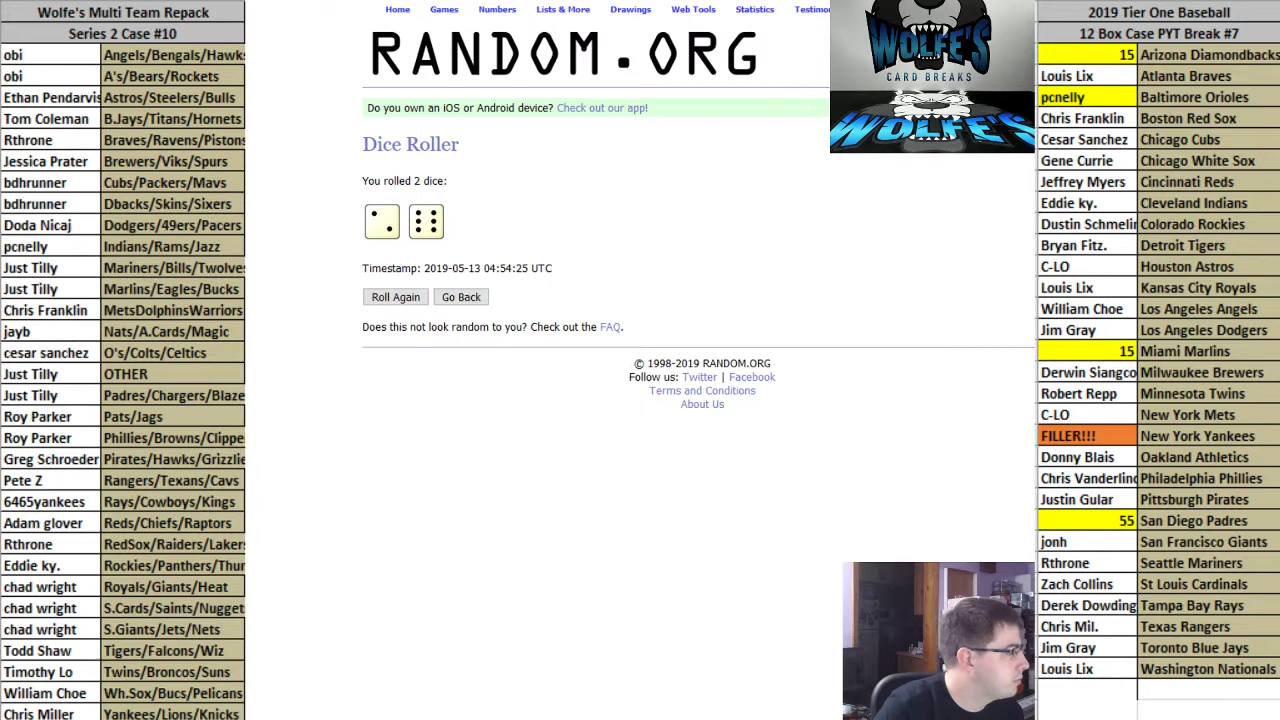 Wolfe's Multi Team Repack
Series 2 Case #10
obi Angels/Bengals/Hawks
obi A's/Bears/Rockets
Ethan Pendarvis Astros/Steelers/Bulls
Tom Coleman B.Jays/Titans/Hornets
Rthrone Braves/Ravens/Pistons
Jessica Prater Brewers/Viks/Spurs
bdhrunner Cubs/Packers/Mavs
bdhrunner Dbacks/Skins/Sixers
Doda Nicaj Dodgers/49ers/Pacers
pcnelly Indians/Rams/Jazz
Just Tilly Mariners/Bills/Twolves
Just Tilly Marlins/Eagles/Bucks
Chris Franklin MetsDolphinsWarriors
jayb Nats/A.Cards/Magic
cesar sanchez O's/Colts/Celtics
Just Tilly OTHER
Just Tilly Padres/Chargers/Blaze
Roy Parker Pats/Jags
Roy Parker Phillies/Browns/Clippe
Greg Schroeder Pirates/Hawks/Grizzlie
Pete Z Rangers/Texans/Cavs
6465yankees Rays/Cowboys/Kings
Adam glover Reds/Chiefs/Raptors
Rthrone RedSox/Raiders/Lakers
Eddie ky. Rockies/Panthers/Thun
chad wright Royals/Giants/Heat
chad wright S.Cards/Saints/Nugget
chad wright S.Giants/Jets/Nets
Todd Shaw Tigers/Falcons/Wiz
Timothy Lo Twins/Broncos/Suns
William Choe Wh.Sox/Bucs/Pelicans
Chris Miller Yankees/Lions/Knicks
Home Games Numbers Lists & More Drawings Web Tools Statistics Testimon
RANDOM.ORG
Do you own an iOS or Android device? Check out our app!
Dice Roller
You rolled 2 dice:
Timestamp: 2019-05-13 04:54:25 UTC
Roll Again Go Back
Does this not look random to you? Check out the FAQ.
© 1998-2019 RANDOM.ORG
Follow us: Twitter | Facebook
Terms and Conditions
About Us
WOLFE'S
CARD BREAKS
WOLFE'S
2019 Tier One Baseball
12 Box Case PYT Break #7
15 Arizona Diamondbacks
Louis Lix Atlanta Braves
pcnelly Baltimore Orioles
Chris Franklin Boston Red Sox
Cesar Sanchez Chicago Cubs
Gene Currie Chicago White Sox
Jeffrey Myers Cincinnati Reds
Eddie ky. Cleveland Indians
Dustin Schmelin Colorado Rockies
Bryan Fitz. Detroit Tigers
C-LO Houston Astros
Louis Lix Kansas City Royals
William Choe Los Angeles Angels
Jim Gray Los Angeles Dodgers
15 Miami Marlins
Derwin Siangco Milwaukee Brewers
Robert Repp Minnesota Twins
C-LO New York Mets
FILLER!!! New York Yankees
Donny Blais Oakland Athletics
Chris Vanderlind Philadelphia Phillies
Justin Gular Pittsburgh Pirates
55 San Diego Padres
jonh San Francisco Giants
Rthrone Seattle Mariners
Zach Collins St Louis Cardinals
Derek Dowding Tampa Bay Rays
Chris Mil. Texas Rangers
Jim Gray Toronto Blue Jays
Louis Lix Washington Nationals